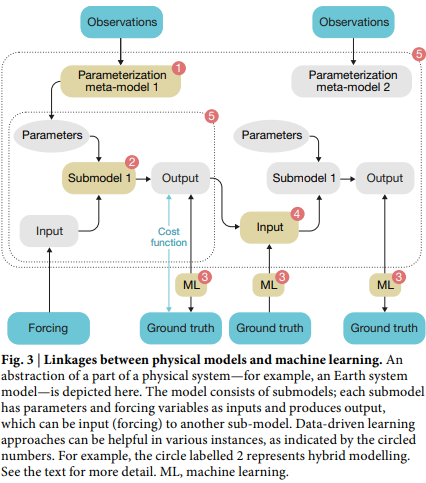 Observations
Observations
5
Parameterization
meta-model 1
1
Parameterization
meta-model 2
5
Parameters
Parameters
2
Submodel 1
Output
Submodel 1
Output
4
Input
Input
Cost
function
ML
3
ML
3
ML
3
Forcing
Ground truth
Ground truth
Ground truth
Fig. 3 | Linkages between physical models and machine learning. An
abstraction of a part of a physical system—for example, an Earth system
model—is depicted here. The model consists of submodels; each submodel
has parameters and forcing variables as inputs and produces output,
which can be input (forcing) to another sub-model. Data-driven learning
approaches can be helpful in various instances, as indicated by the circled
numbers. For example, the circle labelled 2 represents hybrid modelling.
See the text for more detail. ML, machine learning.